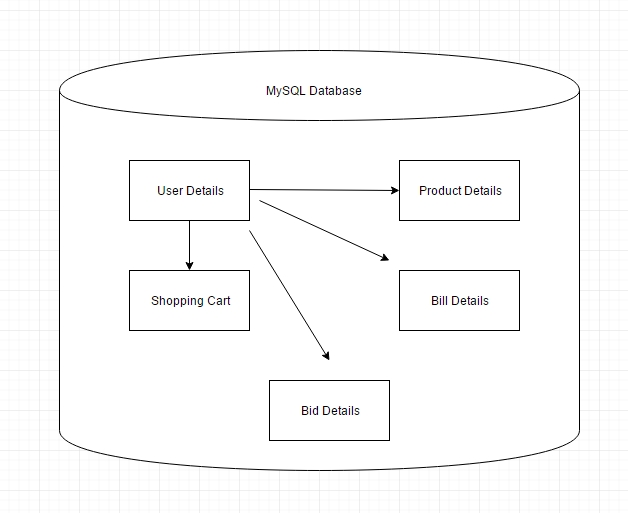 MySQL Database
User Details
Product Details
Shopping Cart
Bill Details
Bid Details